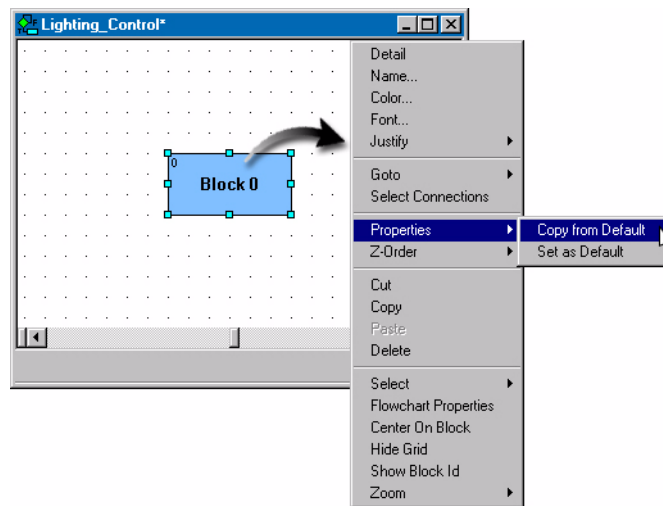 Lighting_Control*
0
Block 0
Detail
Name...
Color...
Font...
Justify
Goto
Select Connections
Properties
Copy from Default
Z-Order
Set as Default
Cut
Copy
Paste
Delete
Select
Flowchart Properties
Center On Block
Hide Grid
Show Block Id
Zoom